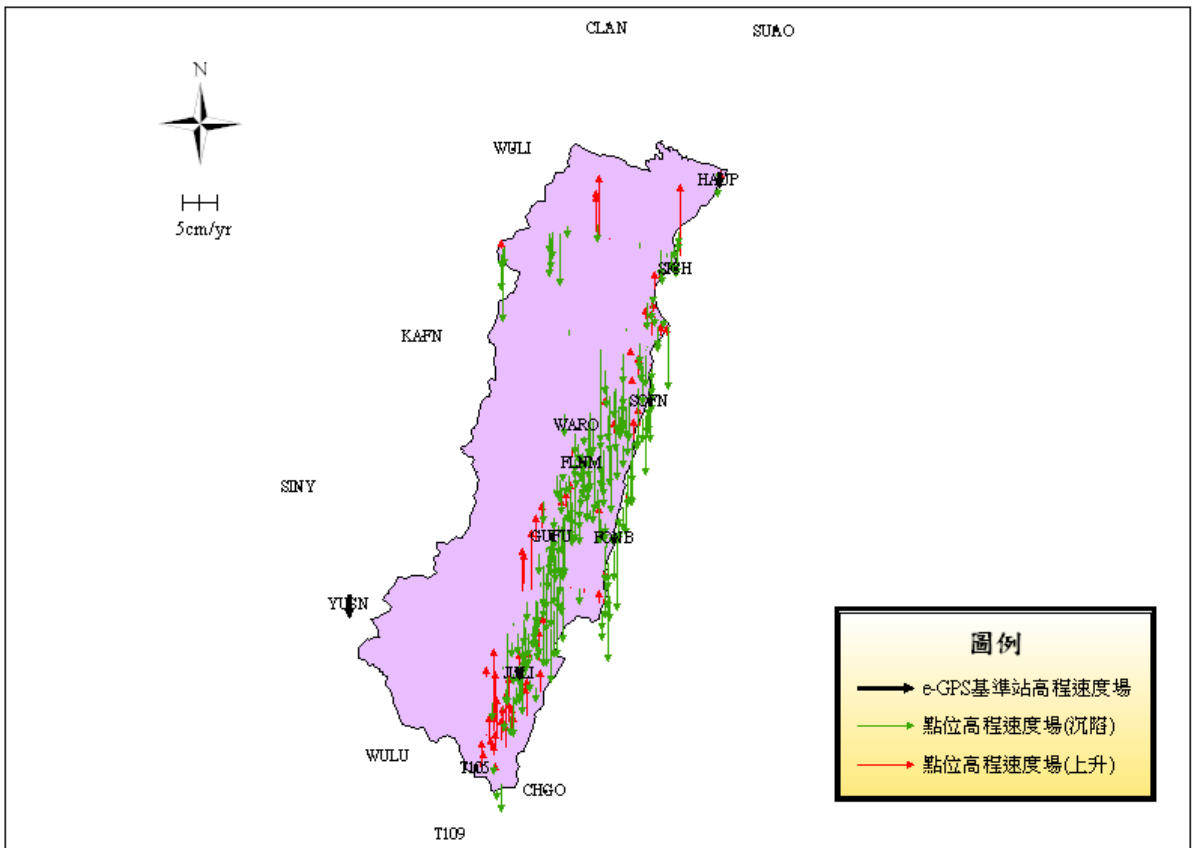 CLAN
SUAO
N
WULI
HAUP
5cm/yr
KAFN
SOFN
WARO
FLNM
SINY
GUFU
FONB
YUSN
JULI
WULU
T105
CHGO
T109
圖例
e-GPS基準站高程速度場
點位高程速度場(沉陷)
點位高程速度場(上升)